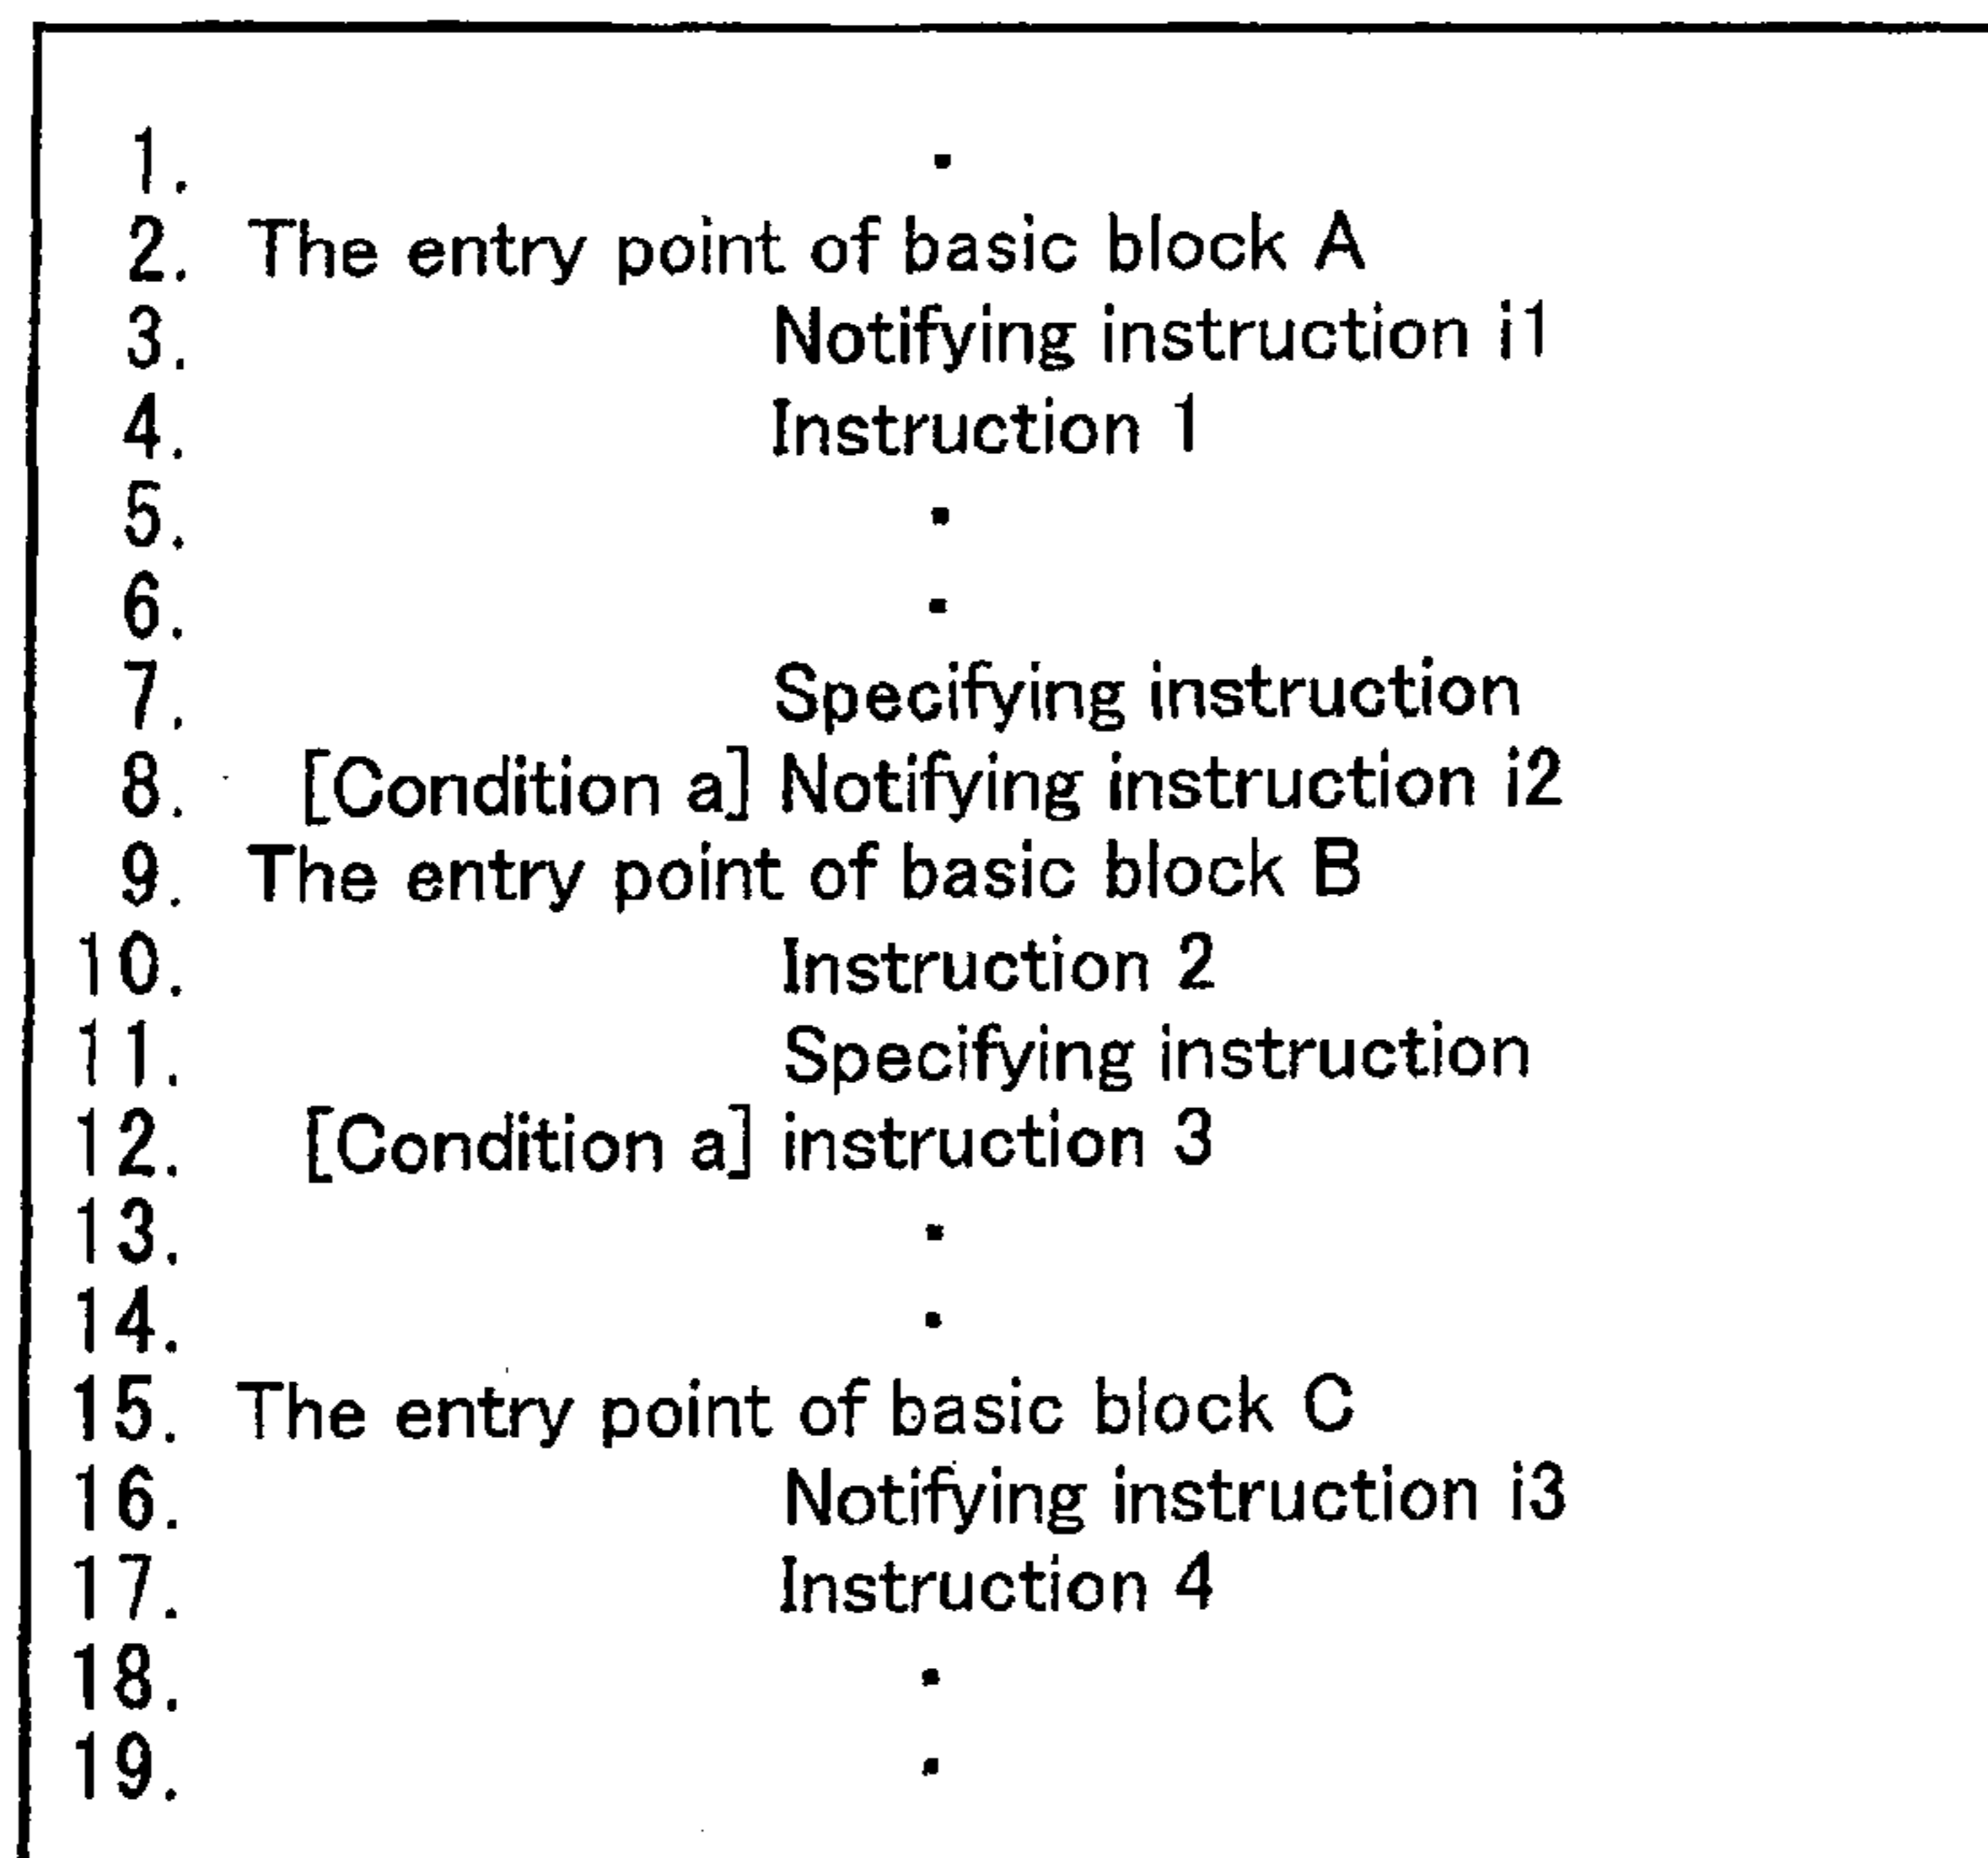 1. ▪
2. The entry point of basic block A
3. Notifying instruction i1
4. Instruction 1
5. ▪
6. ▪
7. Specifying instruction
8. [Condition a] Notifying instruction i2
9. The entry point of basic block B
10. Instruction 2
11. Specifying instruction
12. [Condition a] instruction 3
13. ▪
14. ▪
15. The entry point of basic block C
16. Notifying instruction i3
17. Instruction 4
18. ▪
19. ▪